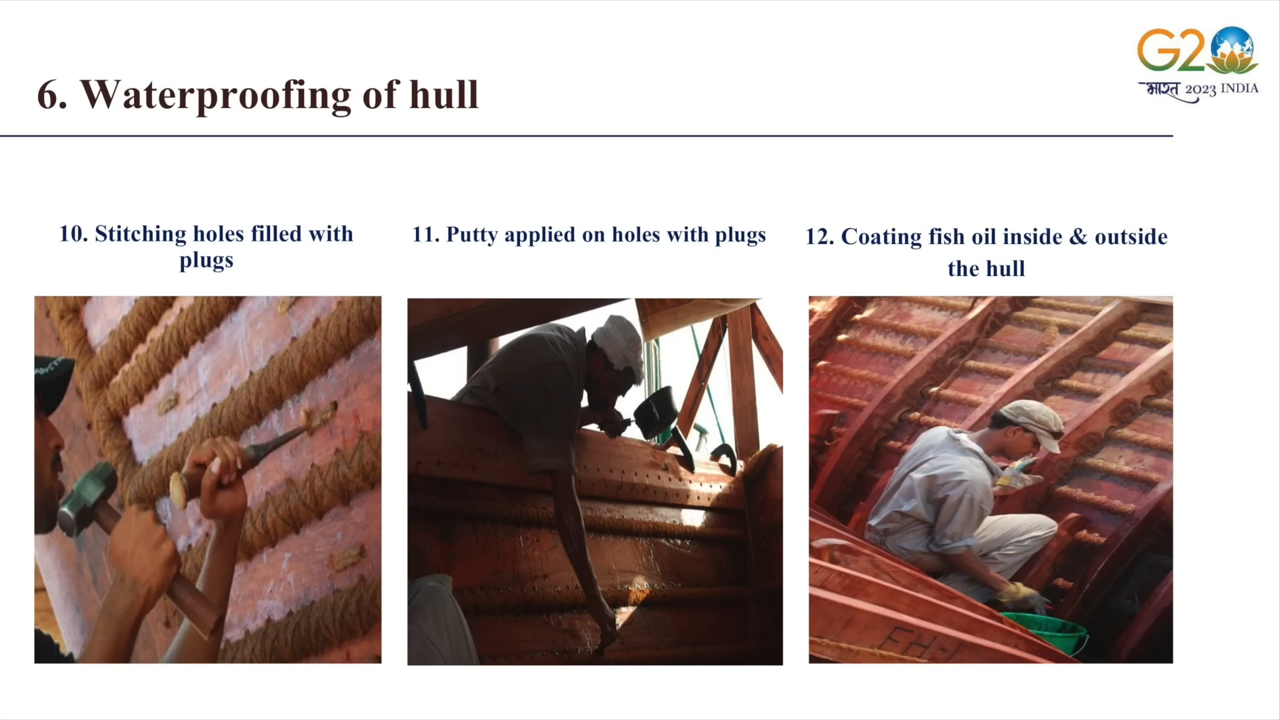 G20
भारत 2023 INDIA
6. Waterproofing of hull
10. Stitching holes filled with
plugs
11. Putty applied on holes with plugs
12. Coating fish oil inside & outside
the hull